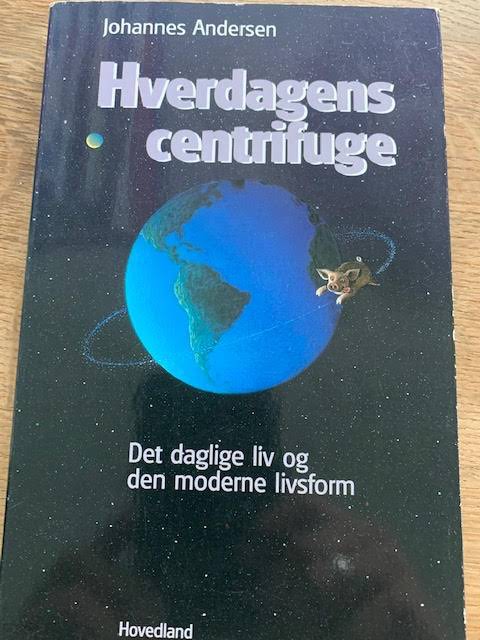 Johannes Andersen
Hverdagens
centrifuge
Det daglige liv og
den moderne livsform
Hovedland